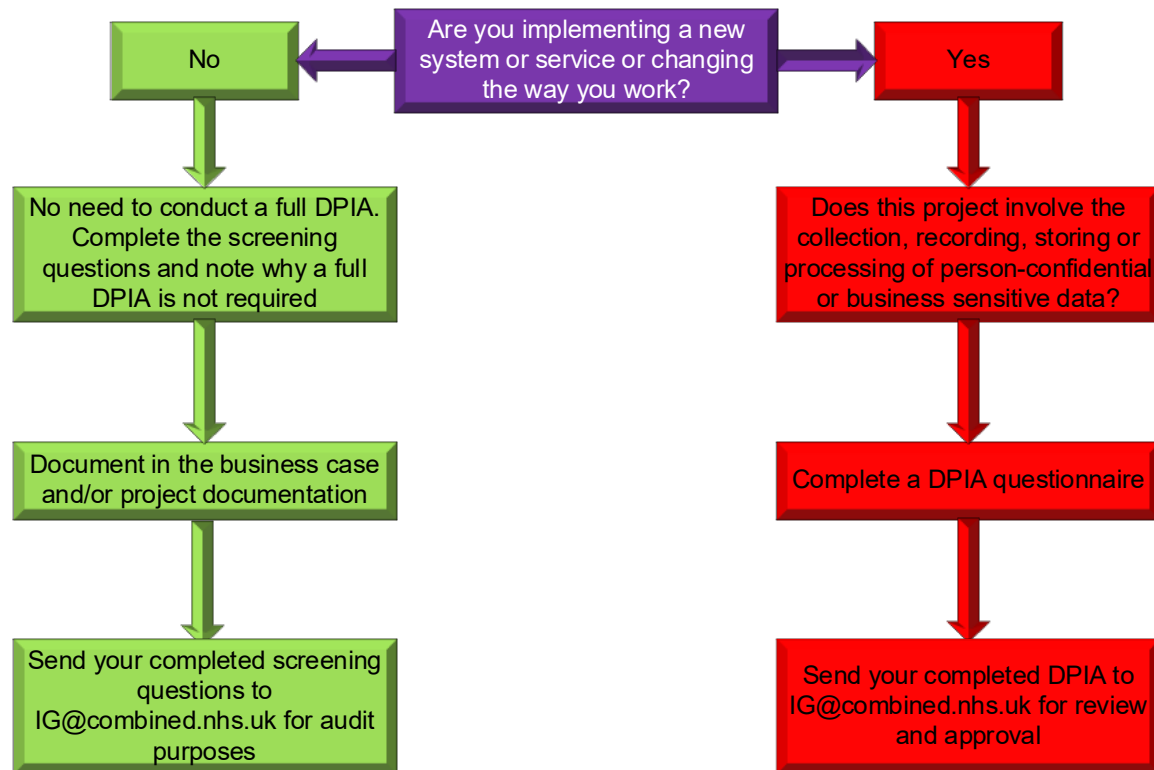 Are you implementing a new
system or service or changing
the way you work?
No
Yes
No need to conduct a full DPIA.
Complete the screening
questions and note why a full
DPIA is not required
Does this project involve the
collection, recording, storing or
processing of person-confidential
or business sensitive data?
Document in the business case
and/or project documentation
Complete a DPIA questionnaire
Send your completed screening
questions to
IG@combined.nhs.uk for audit
purposes
Send your completed DPIA to
IG@combined.nhs.uk for review
and approval